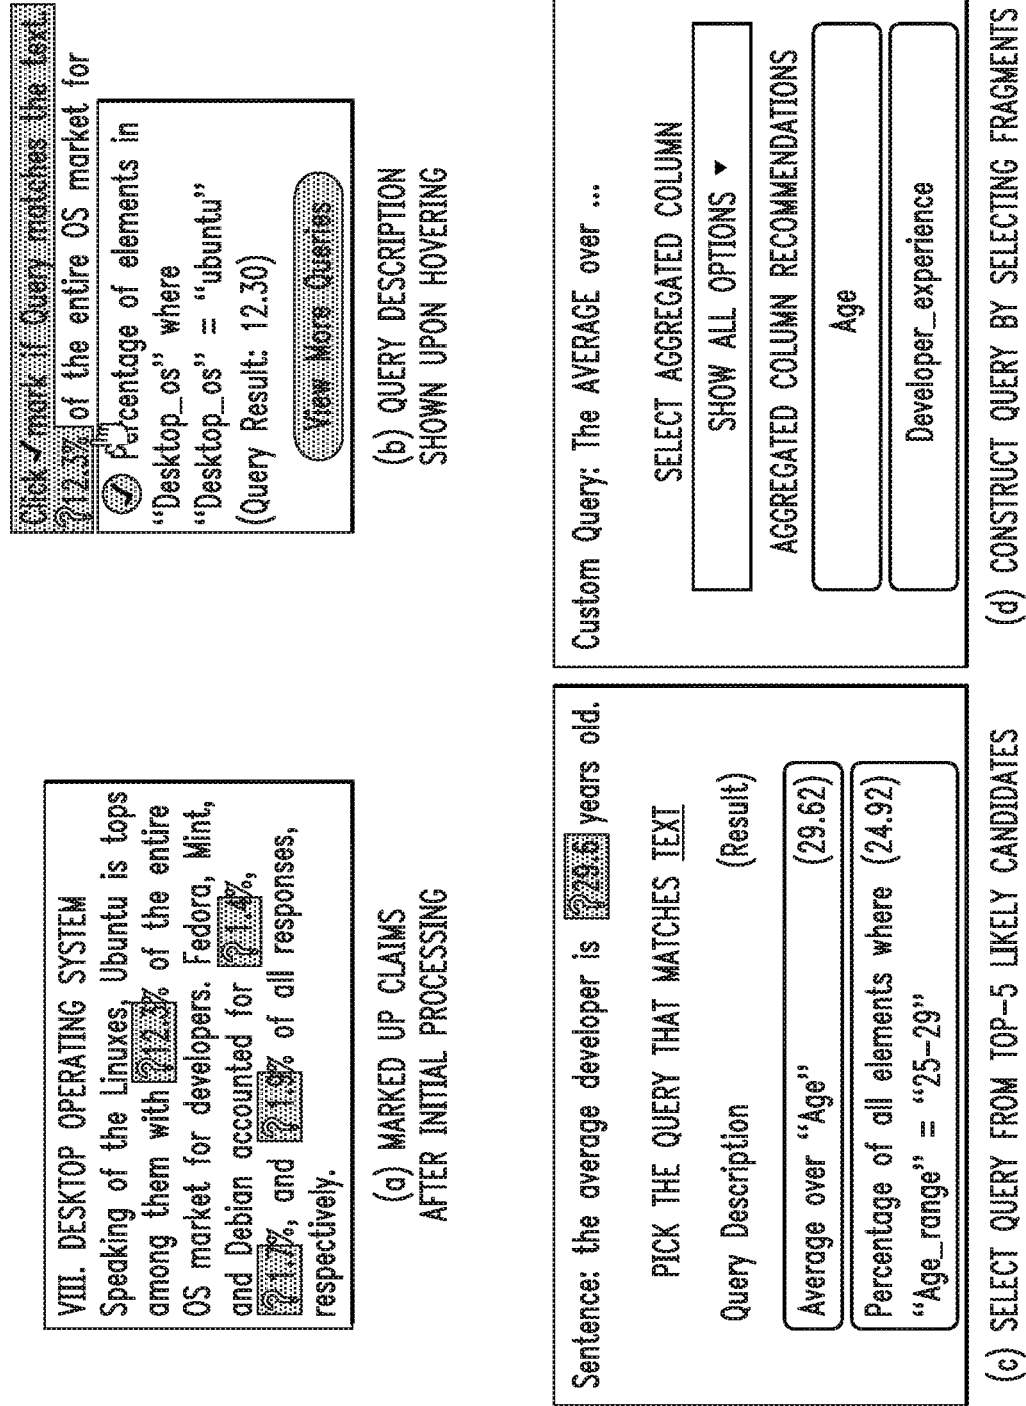 VIII. DESKTOP OPERATING SYSTEM
Speaking of the Linuxes, Ubuntu is tops
among them with ?12.3% of the entire
OS market for developers. Fedora, Mint,
and Debian accounted for ?1.4%,
?1.7%, and ?1.9% of all responses,
respectively.
(a) MARKED UP CLAIMS
AFTER INITIAL PROCESSING
Click ✓mark if Query matches the text.
?12.3% of the entire OS market for
✓ Percentage of elements in
“Desktop_os” where
“Desktop_os” = “ubuntu”
(Query Result: 12.30)
View More Queries
(b) QUERY DESCRIPTION
SHOWN UPON HOVERING
Sentence: the average developer is ?29.6 years old.
PICK THE QUERY THAT MATCHES TEXT
Query Description (Result)
Average over “Age” (29.62)
Percentage of all elements where (24.92)
“Age_range” = “25-29”
(c) SELECT QUERY FROM TOP-5 LIKELY CANDIDATES
Custom Query: The AVERAGE over ...
SELECT AGGREGATED COLUMN
SHOW ALL OPTIONS ▼
AGGREGATED COLUMN RECOMMENDATIONS
Age
Developer_experience
(d) CONSTRUCT QUERY BY SELECTING FRAGMENTS